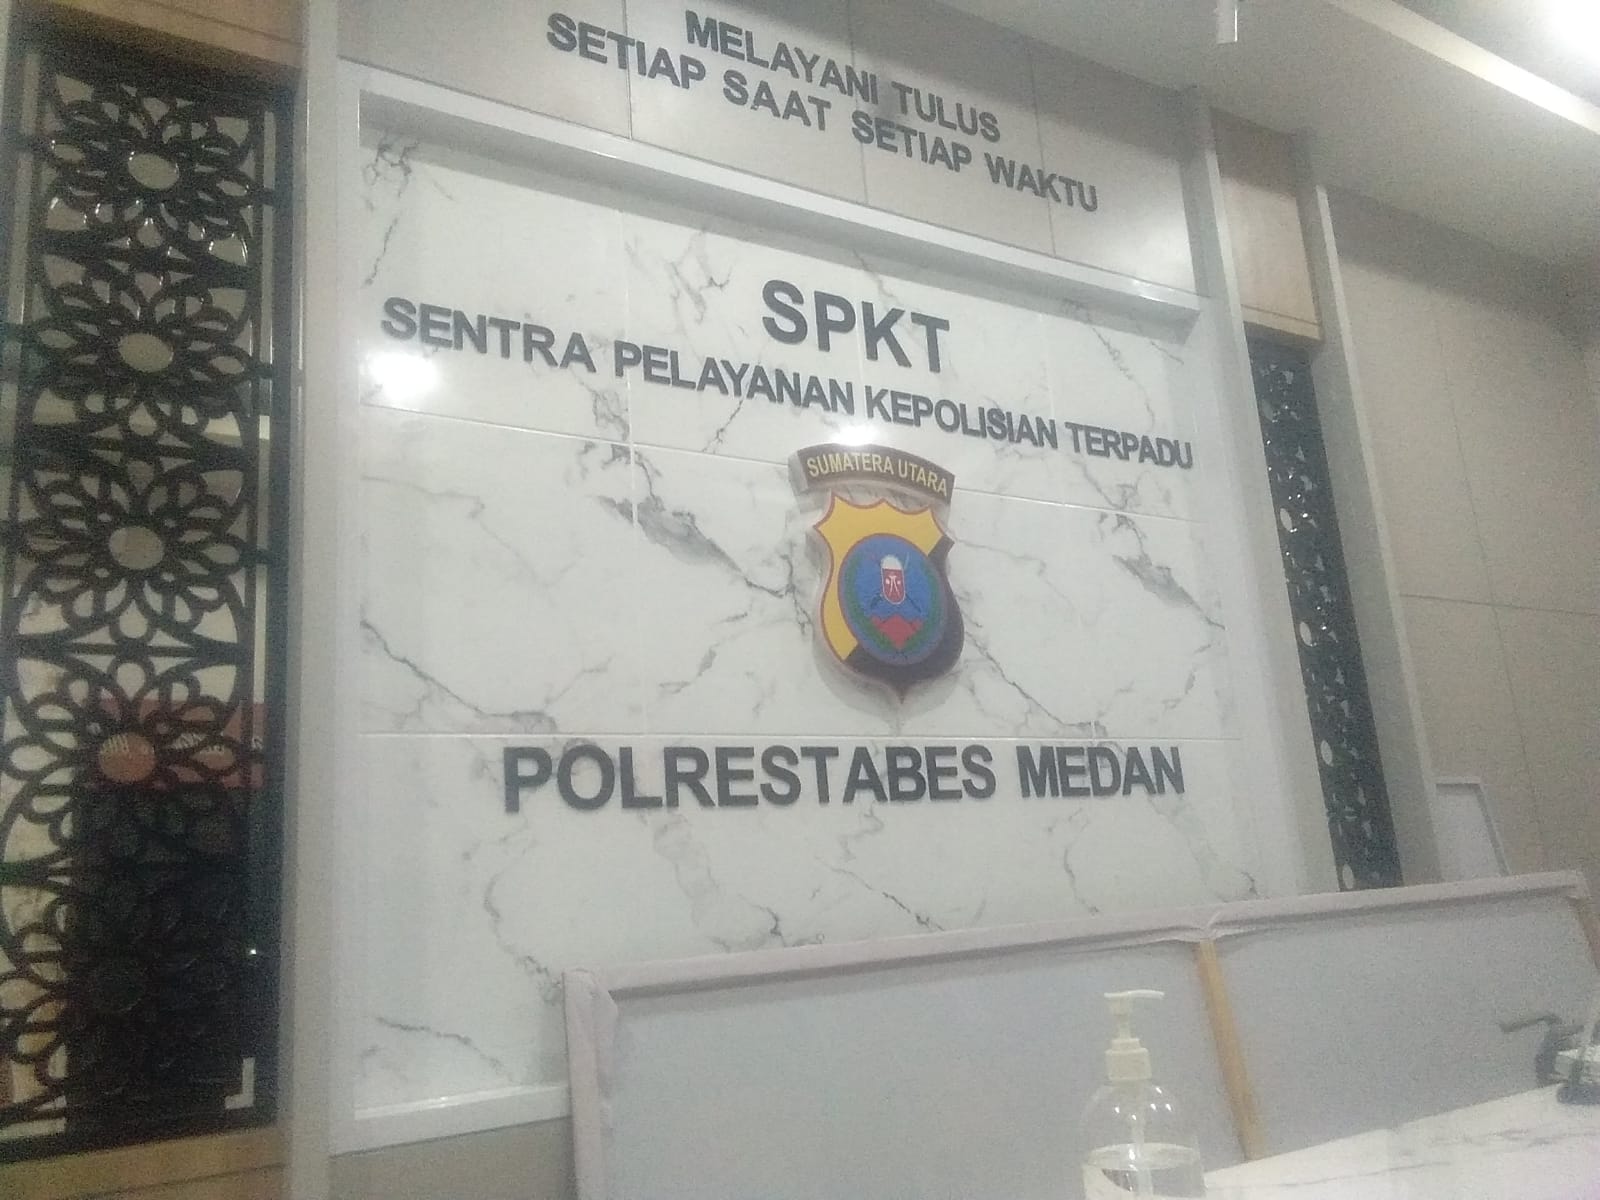 MELAYANI TULUS
SETIAP SAAT SETIAP WAKTU
SPKT
SENTRA PELAYANAN KEPOLISIAN TERPADU
SUMATERA UTARA
POLRESTABES MEDAN